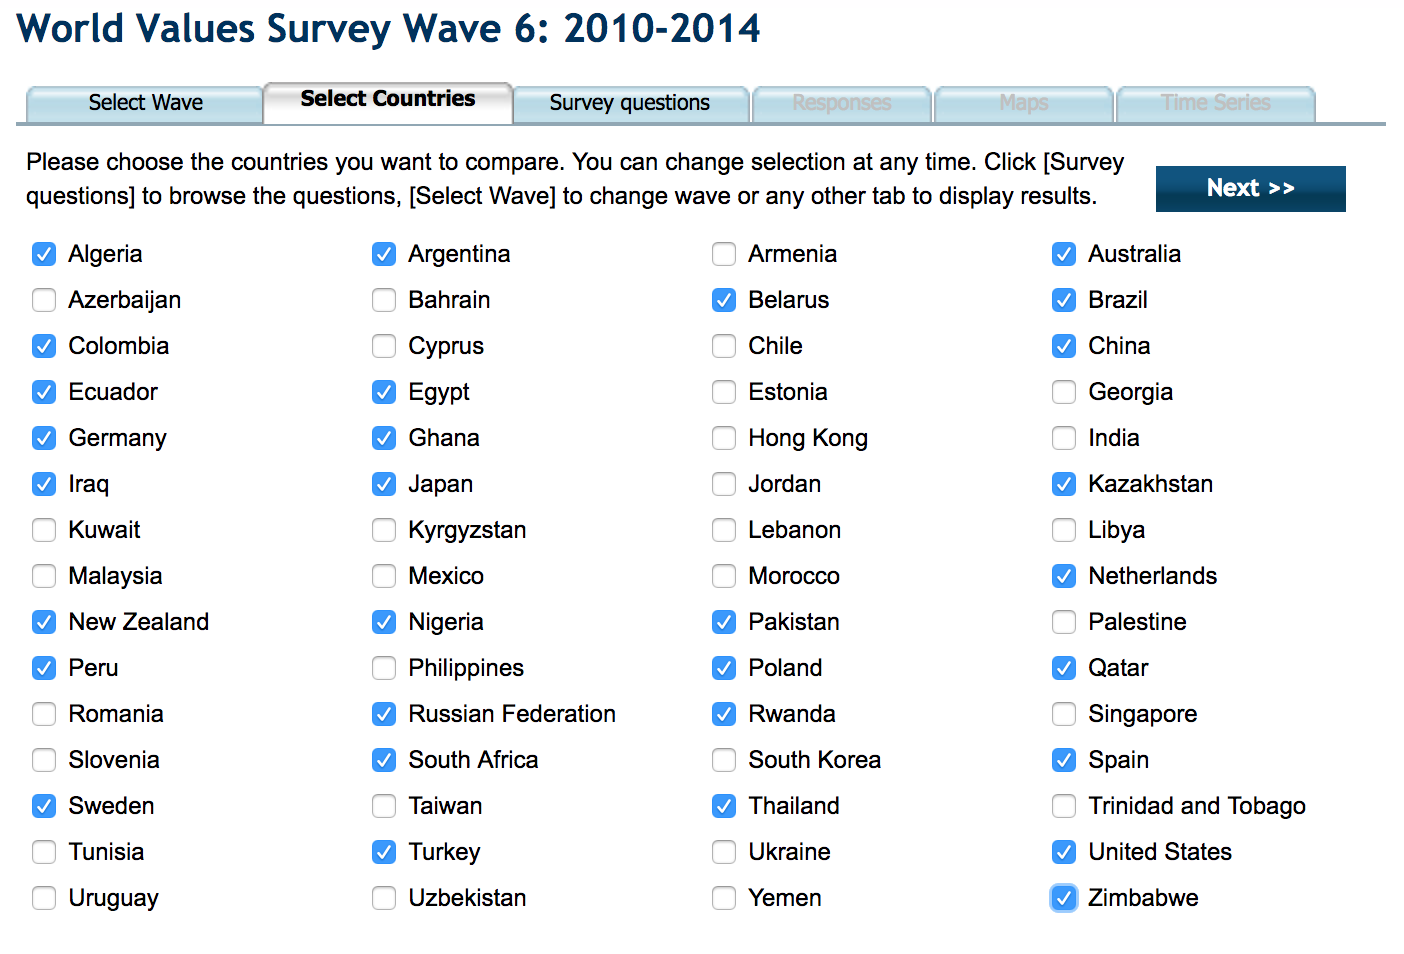 World Values Survey Wave 6: 2010-2014
Select Wave Select Countries Survey questions Responses Maps Time Series
Please choose the countries you want to compare. You can change selection at any time. Click [Survey
questions] to browse the questions, [Select Wave] to change wave or any other tab to display results.
Next >>
Algeria Argentina Armenia Australia
Azerbaijan Bahrain Belarus Brazil
Colombia Cyprus Chile China
Ecuador Egypt Estonia Georgia
Germany Ghana Hong Kong India
Iraq Japan Jordan Kazakhstan
Kuwait Kyrgyzstan Lebanon Libya
Malaysia Mexico Morocco Netherlands
New Zealand Nigeria Pakistan Palestine
Peru Philippines Poland Qatar
Romania Russian Federation Rwanda Singapore
Slovenia South Africa South Korea Spain
Sweden Taiwan Thailand Trinidad and Tobago
Tunisia Turkey Ukraine United States
Uruguay Uzbekistan Yemen Zimbabwe